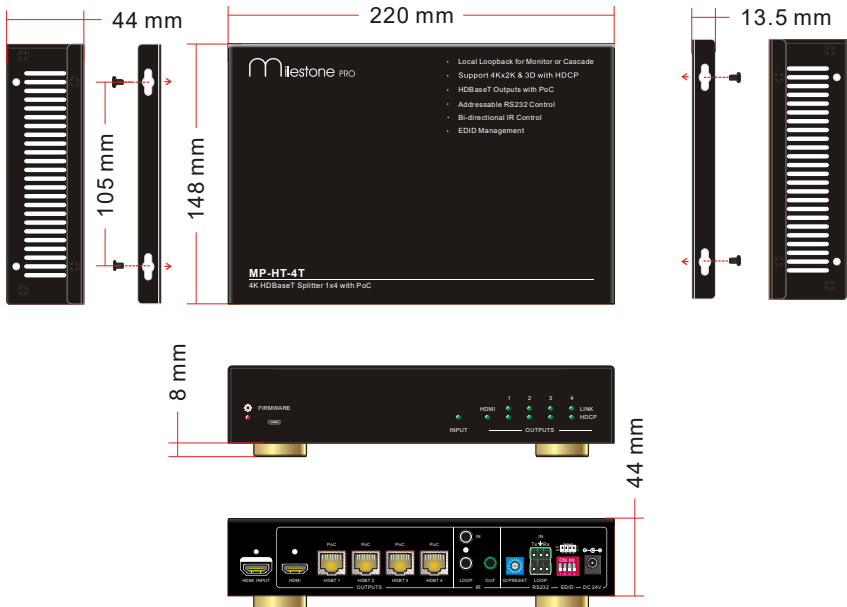 44 mm
220 mm
13.5 mm
Milestone PRO
· Local Loopback for Monitor or Cascade
· Support 4Kx2K & 3D with HDCP
· HDBaseT Outputs with PoC
· Addressable RS232 Control
· Bi-directional IR Control
· EDID Management
105 mm
148 mm
MP-HT-4T
4K HDBaseT Splitter 1x4 with PoC
8 mm
FIRMWARE
1 2 3 4
HDMI LINK
HDCP
INPUT OUTPUTS
44 mm
PoC PoC PoC PoC
IN IN
Tx Rx
HDMI INPUT HDMI HDBT 1 HDBT 2 HDBT 3 HDBT 4 LOOP OUT ID PRESET LOOP
OUTPUTS IR RS232 EDID DC 24V